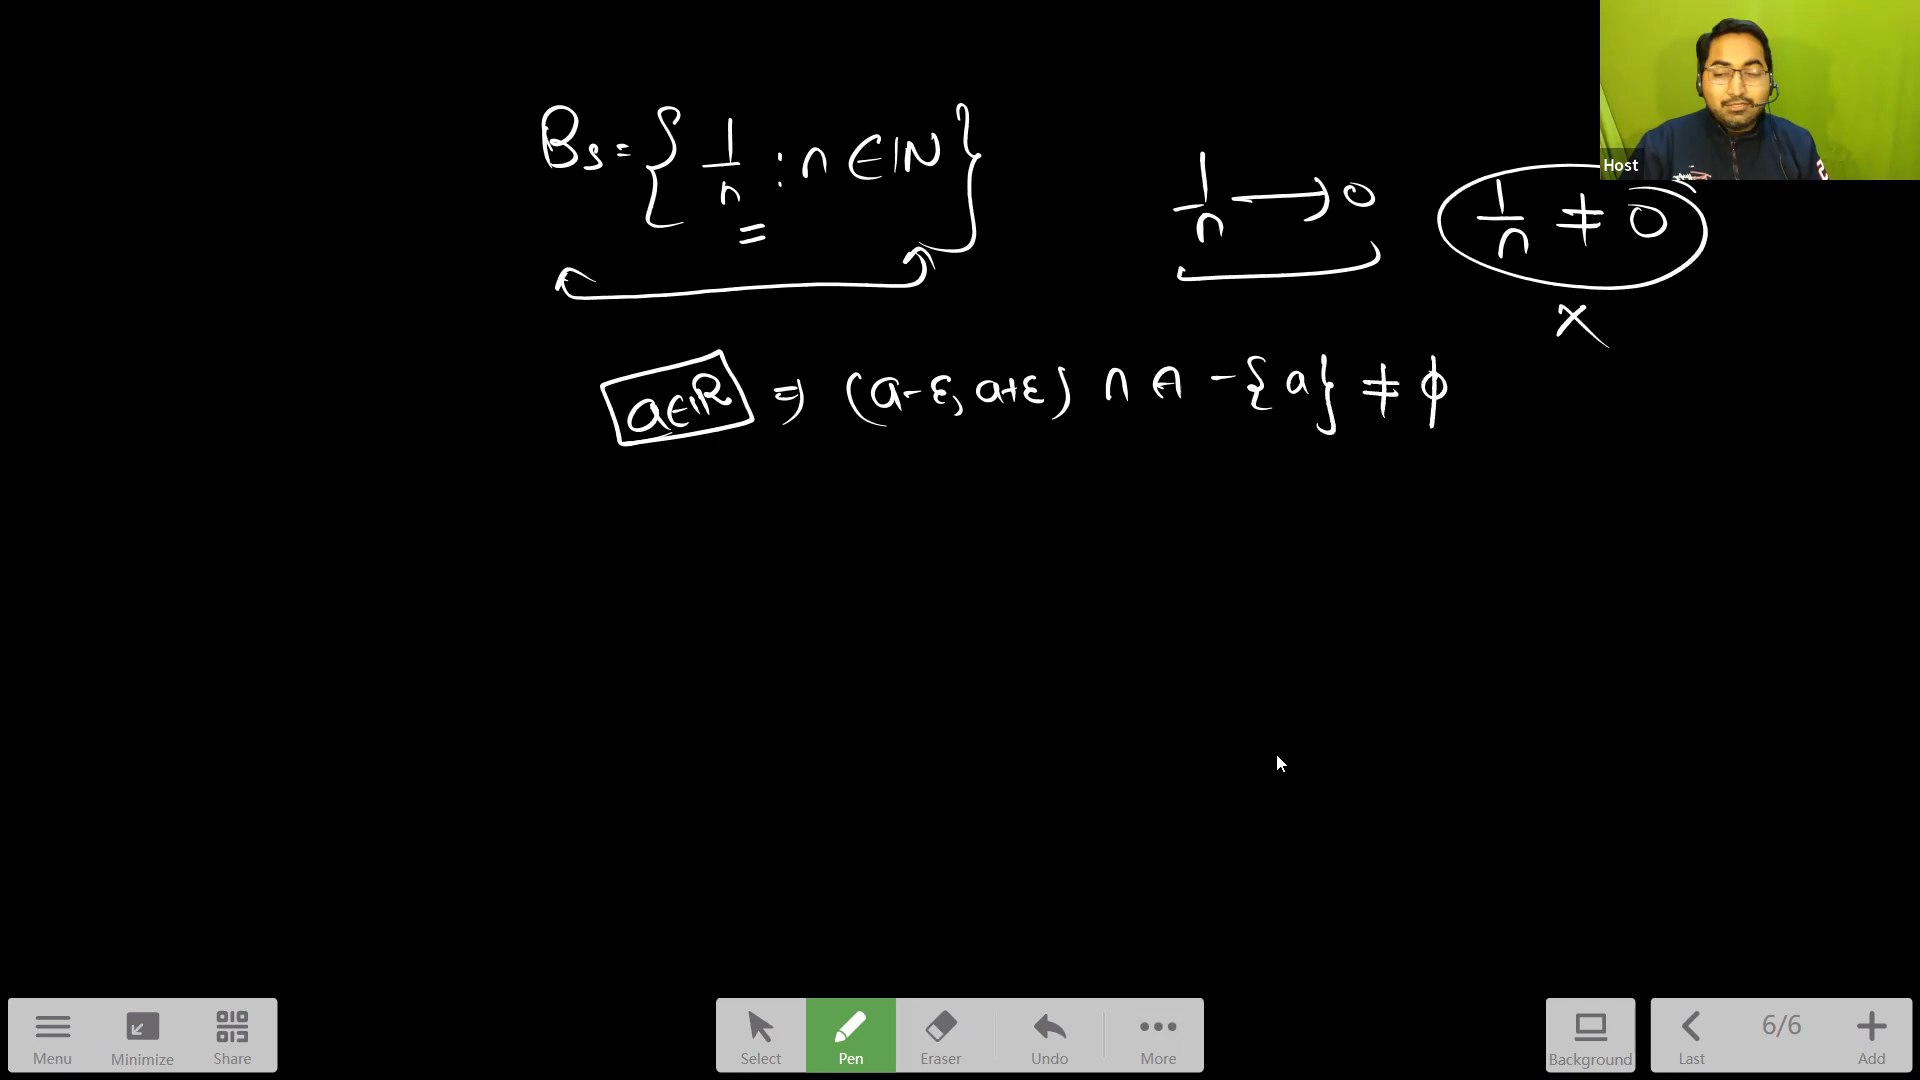 Host
B₅ = { 1/n : n ∈ ℕ }
1/n → 0
1/n ≠ 0
×
a ∈ ℝ ⇒ (a-ε, a+ε) ∩ A - {a} ≠ ϕ
Menu
Minimize
Share
Select
Pen
Eraser
Undo
More
Background
Last
6/6
Add